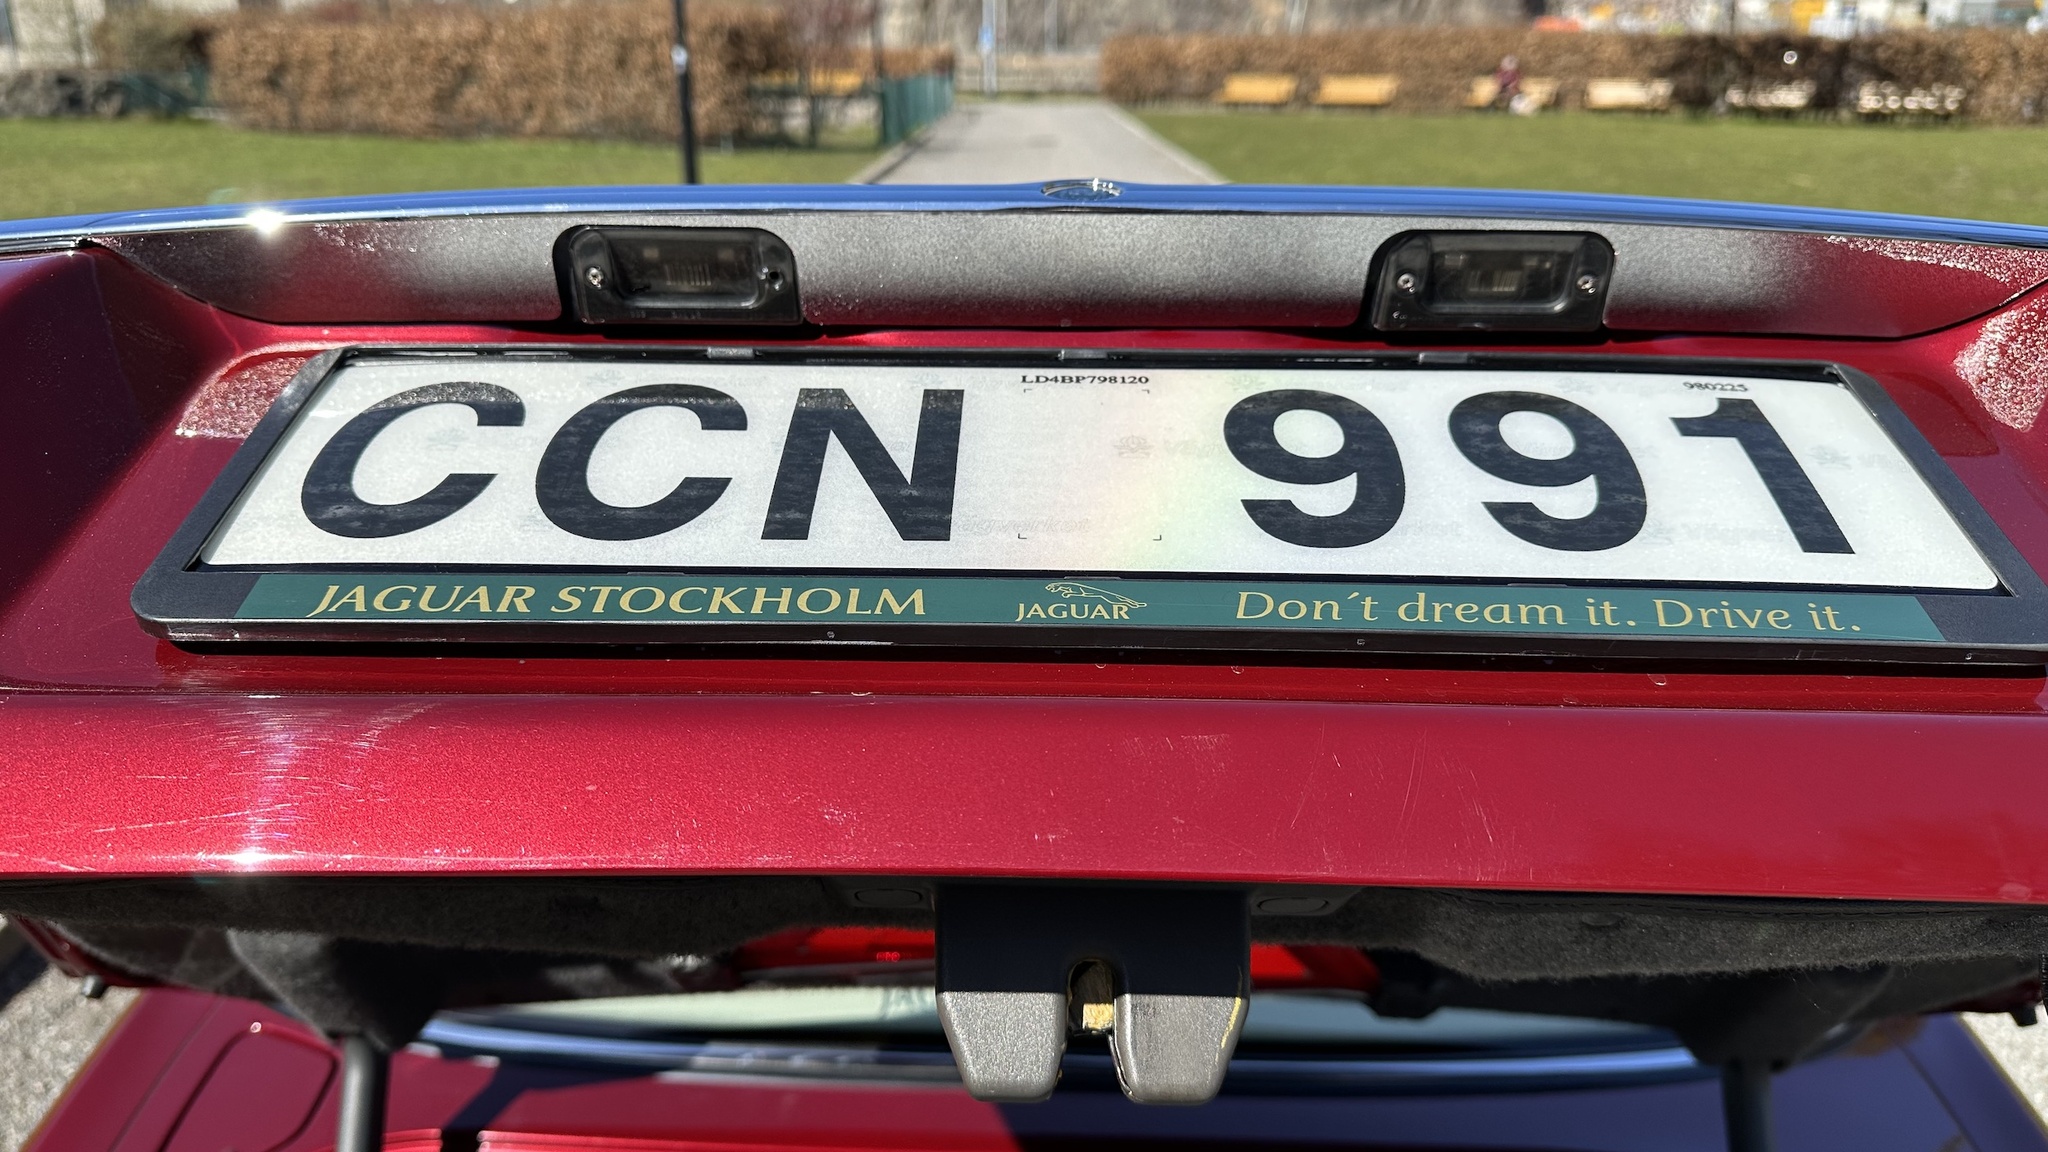 LD4BP798120
980225
CCN 991
JAGUAR STOCKHOLM JAGUAR Don´t dream it. Drive it.